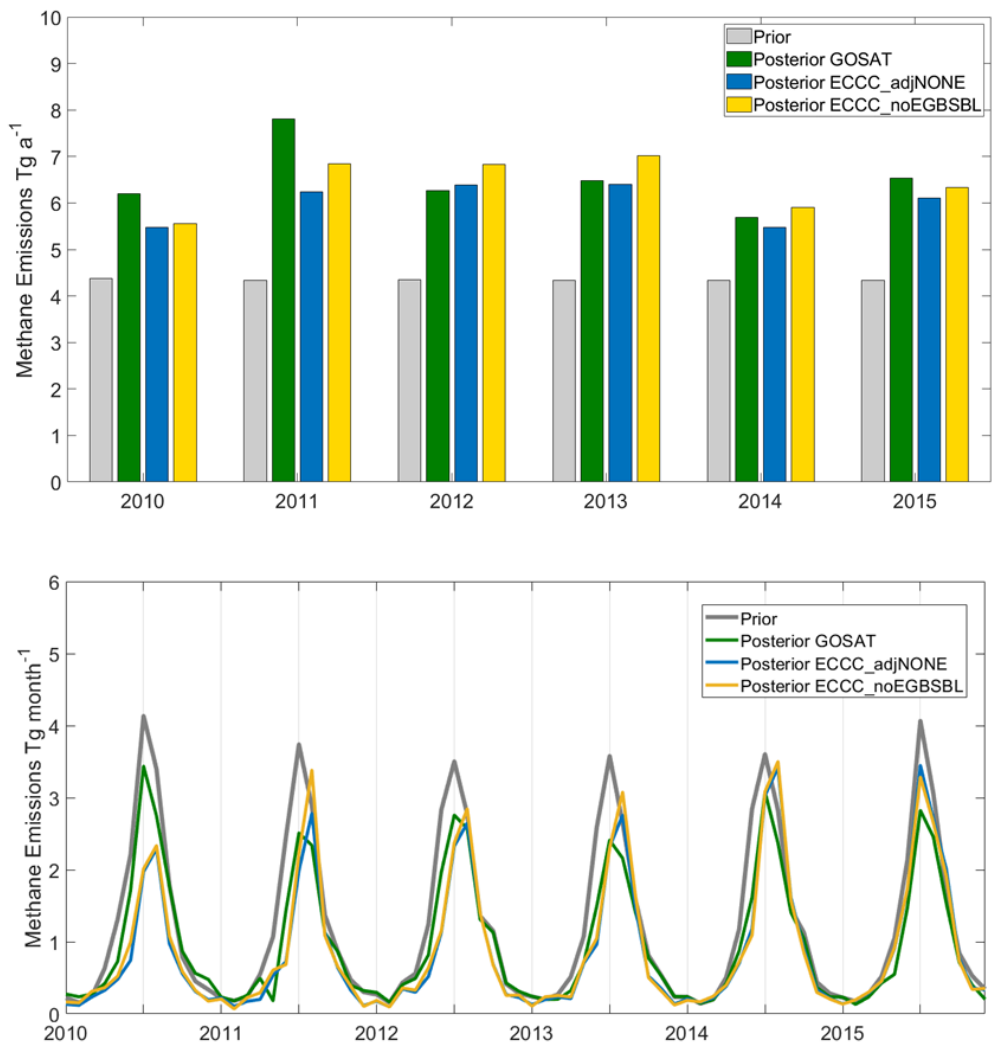 Methane Emissions Tg a⁻¹
10
9
8
7
6
5
4
3
2
1
0
Prior
Posterior GOSAT
Posterior ECCC_adjNONE
Posterior ECCC_noEGBSBL
2010 2011 2012 2013 2014 2015
Methane Emissions Tg month⁻¹
6
5
4
3
2
1
0
Prior
Posterior GOSAT
Posterior ECCC_adjNONE
Posterior ECCC_noEGBSBL
2010 2011 2012 2013 2014 2015